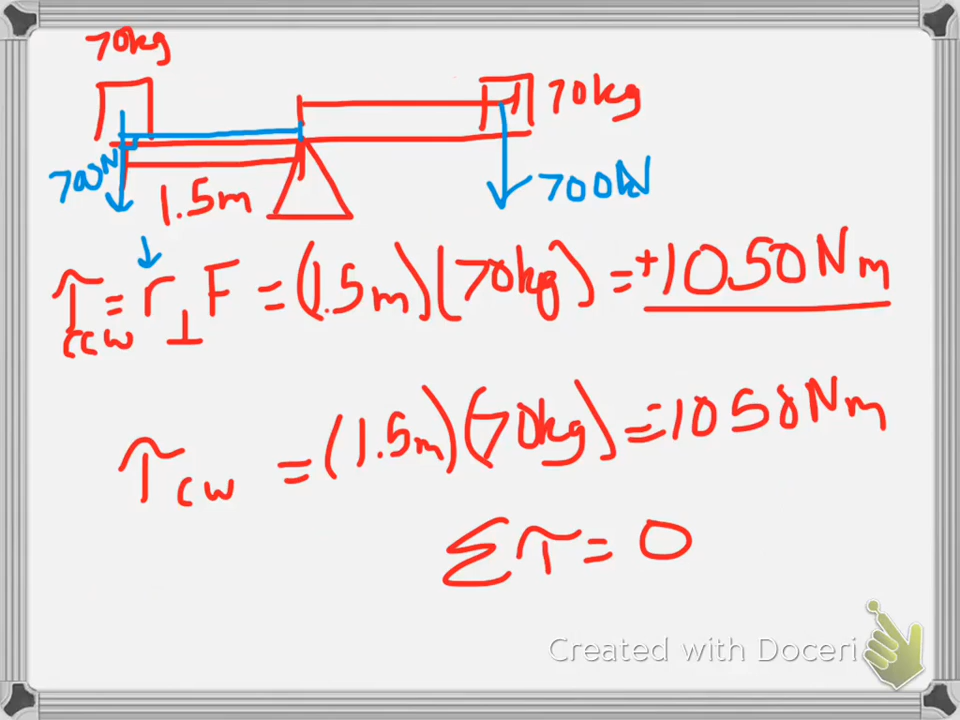 70kg
70kg
700N
700N
1.5m
τccw = r⊥F = (1.5m)(70kg) = +1050Nm
τcw = (1.5m)(70kg) = -1050Nm
Στ = 0
Created with Doceri